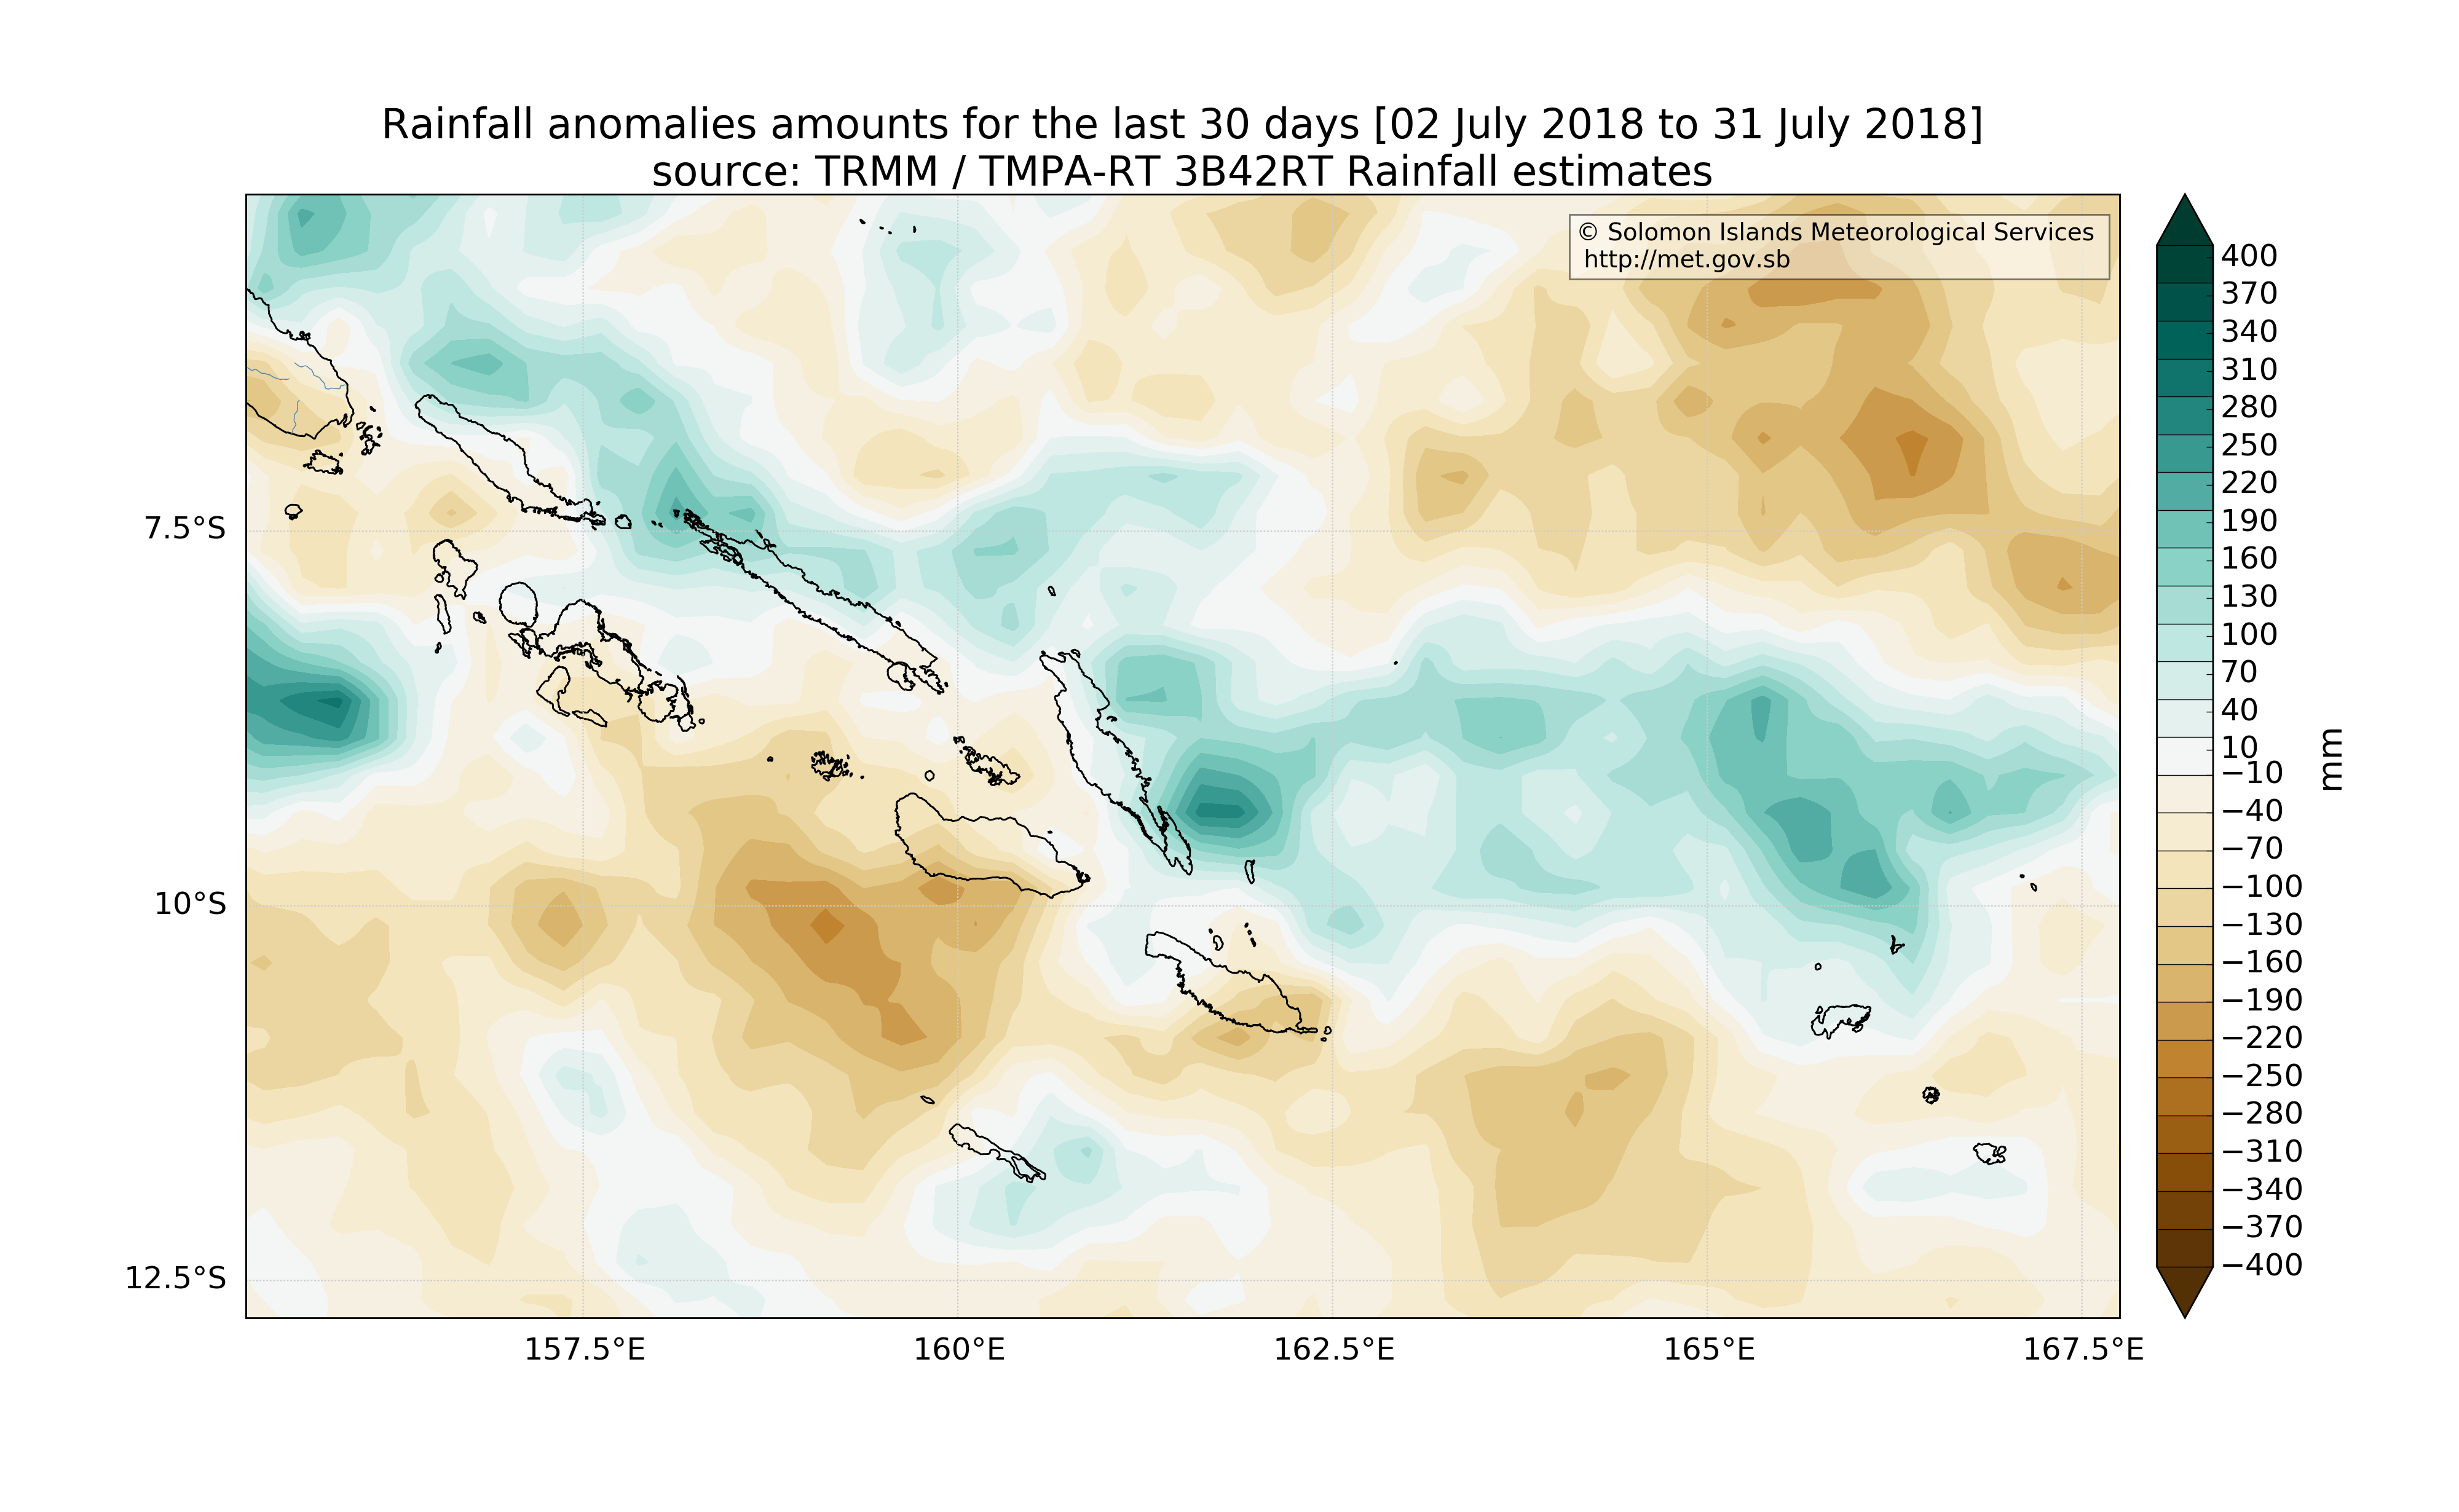 Rainfall anomalies amounts for the last 30 days [02 July 2018 to 31 July 2018]
source: TRMM / TMPA-RT 3B42RT Rainfall estimates
© Solomon Islands Meteorological Services
http://met.gov.sb
7.5°S
10°S
12.5°S
157.5°E
160°E
162.5°E
165°E
167.5°E
400
370
340
310
280
250
220
190
160
130
100
70
40
10
−10
−40
−70
−100
−130
−160
−190
−220
−250
−280
−310
−340
−370
−400
mm